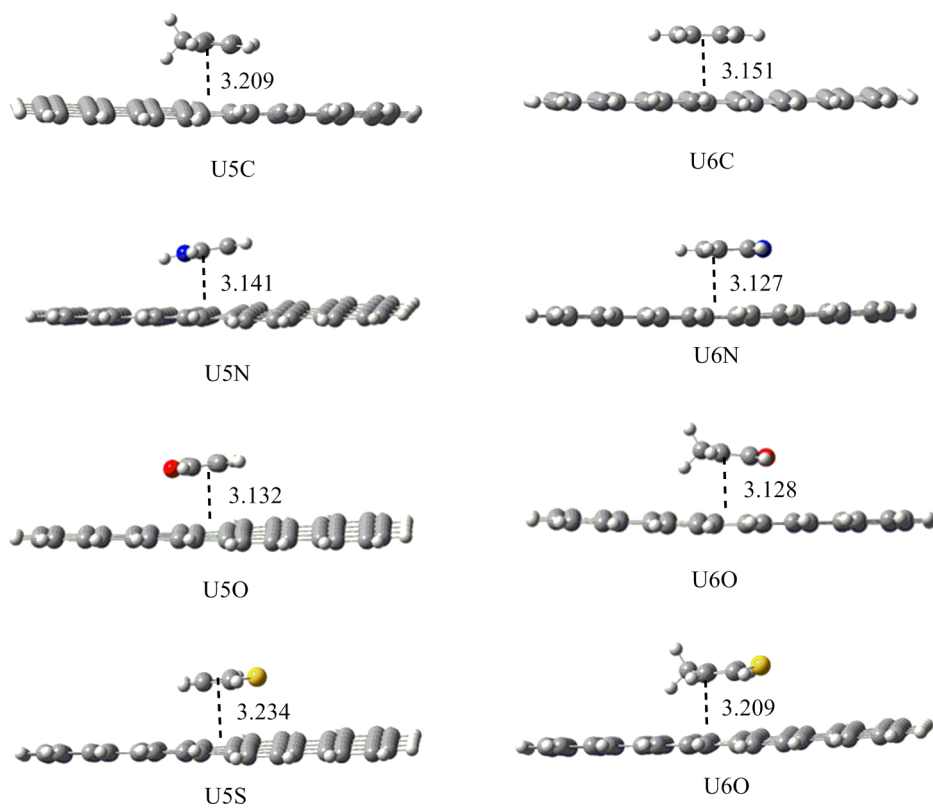 3.209
3.151
U5C
U6C
3.141
3.127
U5N
U6N
3.132
3.128
U5O
U6O
3.234
3.209
U5S
U6O